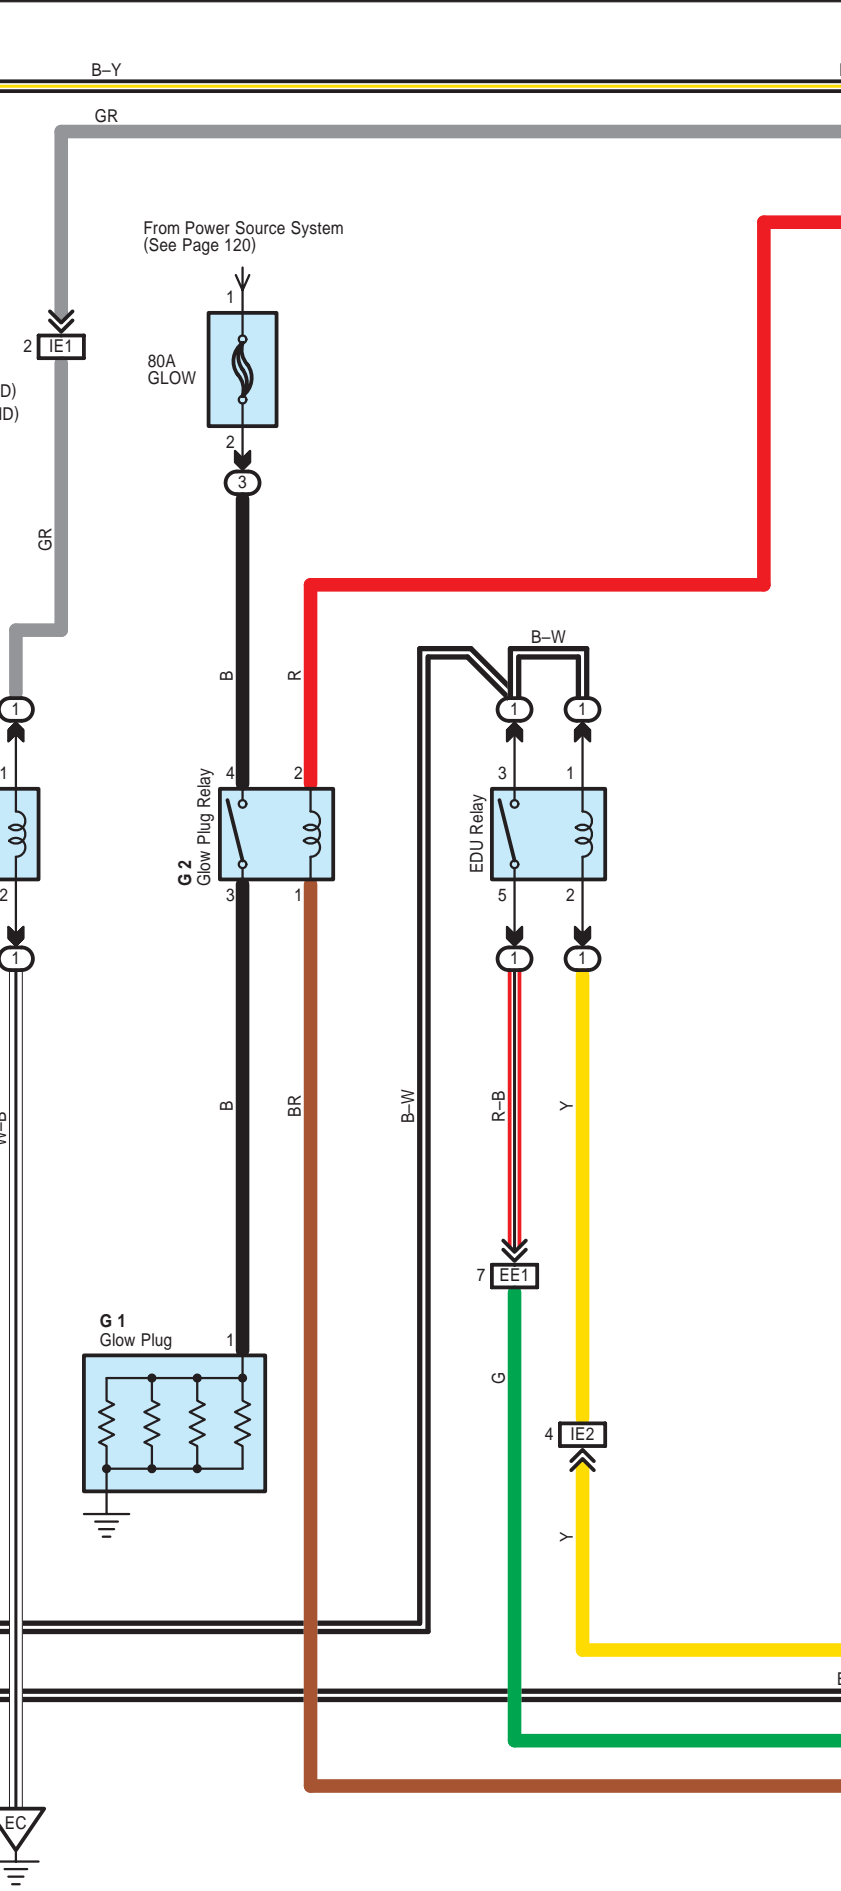 B–Y
GR
From Power Source System
(See Page 120)
1
2 IE1
80A
GLOW
D)
ID)
2
3
GR
B–W
B
R
1
1
1
1
4
2
3
1
G 2
Glow Plug Relay
EDU Relay
2
3
1
5
2
1
1
1
W–B
B
BR
B–W
R–B
Y
7 EE1
G 1
Glow Plug
1
G
4 IE2
Y
EC